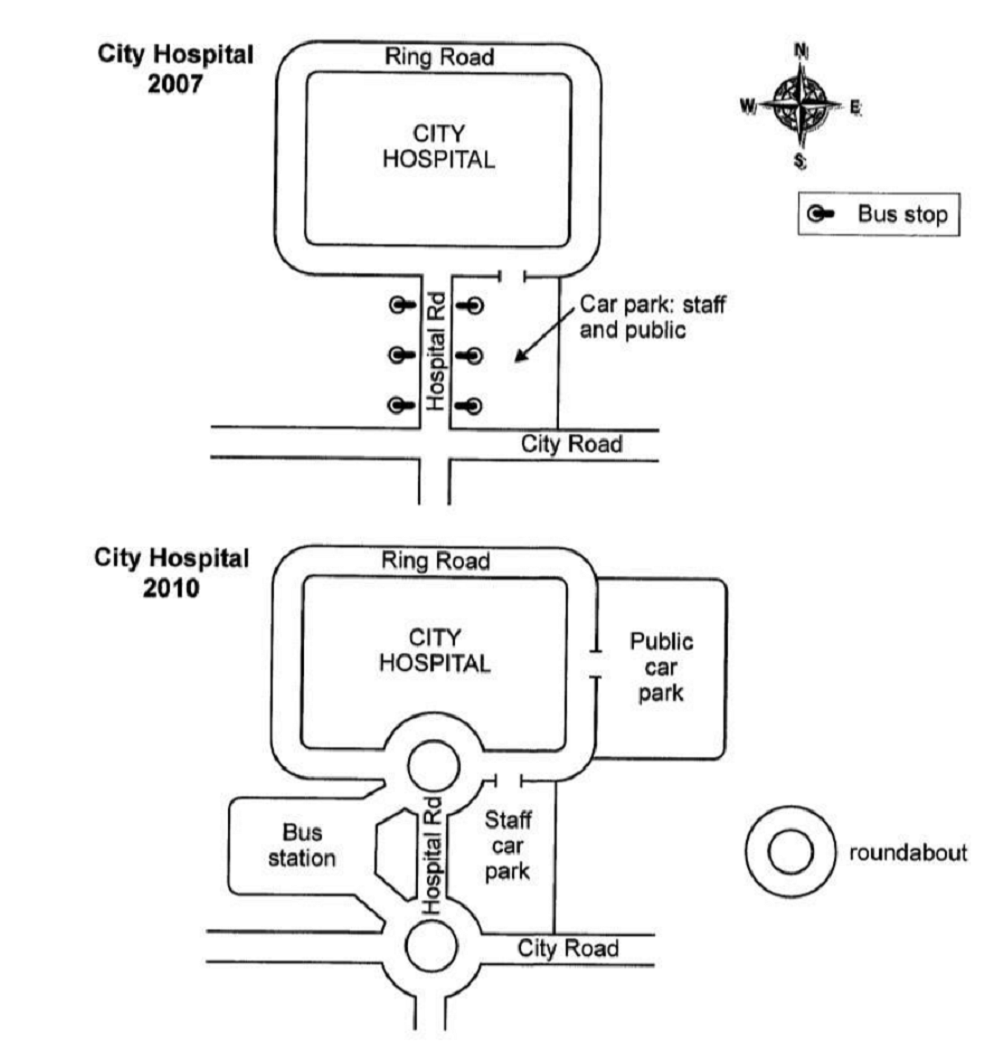 City Hospital
2007
Ring Road
CITY
HOSPITAL
N
W
E
S
Bus stop
Hospital Rd
Car park: staff
and public
City Road
City Hospital
2010
Ring Road
CITY
HOSPITAL
Public
car
park
Bus
station
Hospital Rd
Staff
car
park
roundabout
City Road